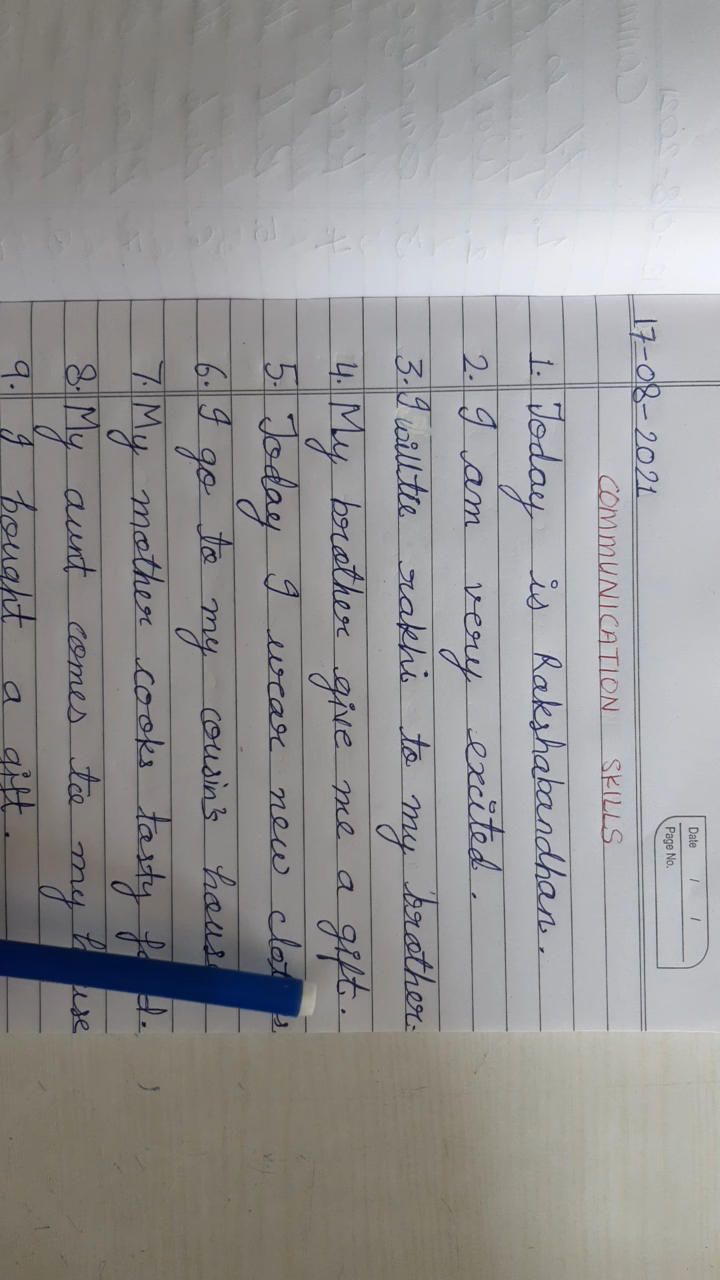 Date / /
Page No.
17-08-2021
COMMUNICATION SKILLS
1. Today is Rakshabandhan.
2. I am very excited.
3. I will tie rakhi to my brother.
4. My brother give me a gift.
5. Today I wear new
6. I go to my cousin's
7. My mother cooks tasty
8. My aunt comes to my
9. I bought a gift.